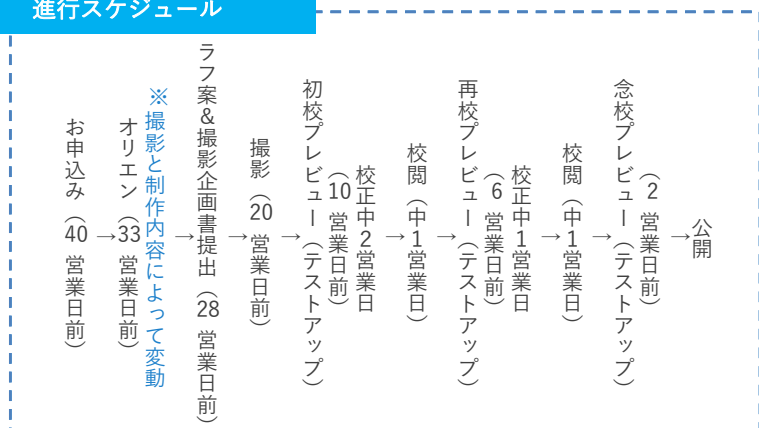 進行スケジュール
お申込み（40 営業日前）
→
オリエン（33 営業日前）
※撮影と制作内容によって変動
→
ラフ案＆撮影企画書提出（28 営業日前）
→
撮影（20 営業日前）
→
初校プレビュー（テストアップ）
（10 営業日前）
校正中2営業日
→
校閲（中1営業日）
→
再校プレビュー（テストアップ）
（6 営業日前）
校正中1営業日
→
校閲（中1営業日）
→
念校プレビュー（テストアップ）
（2 営業日前）
→
公開